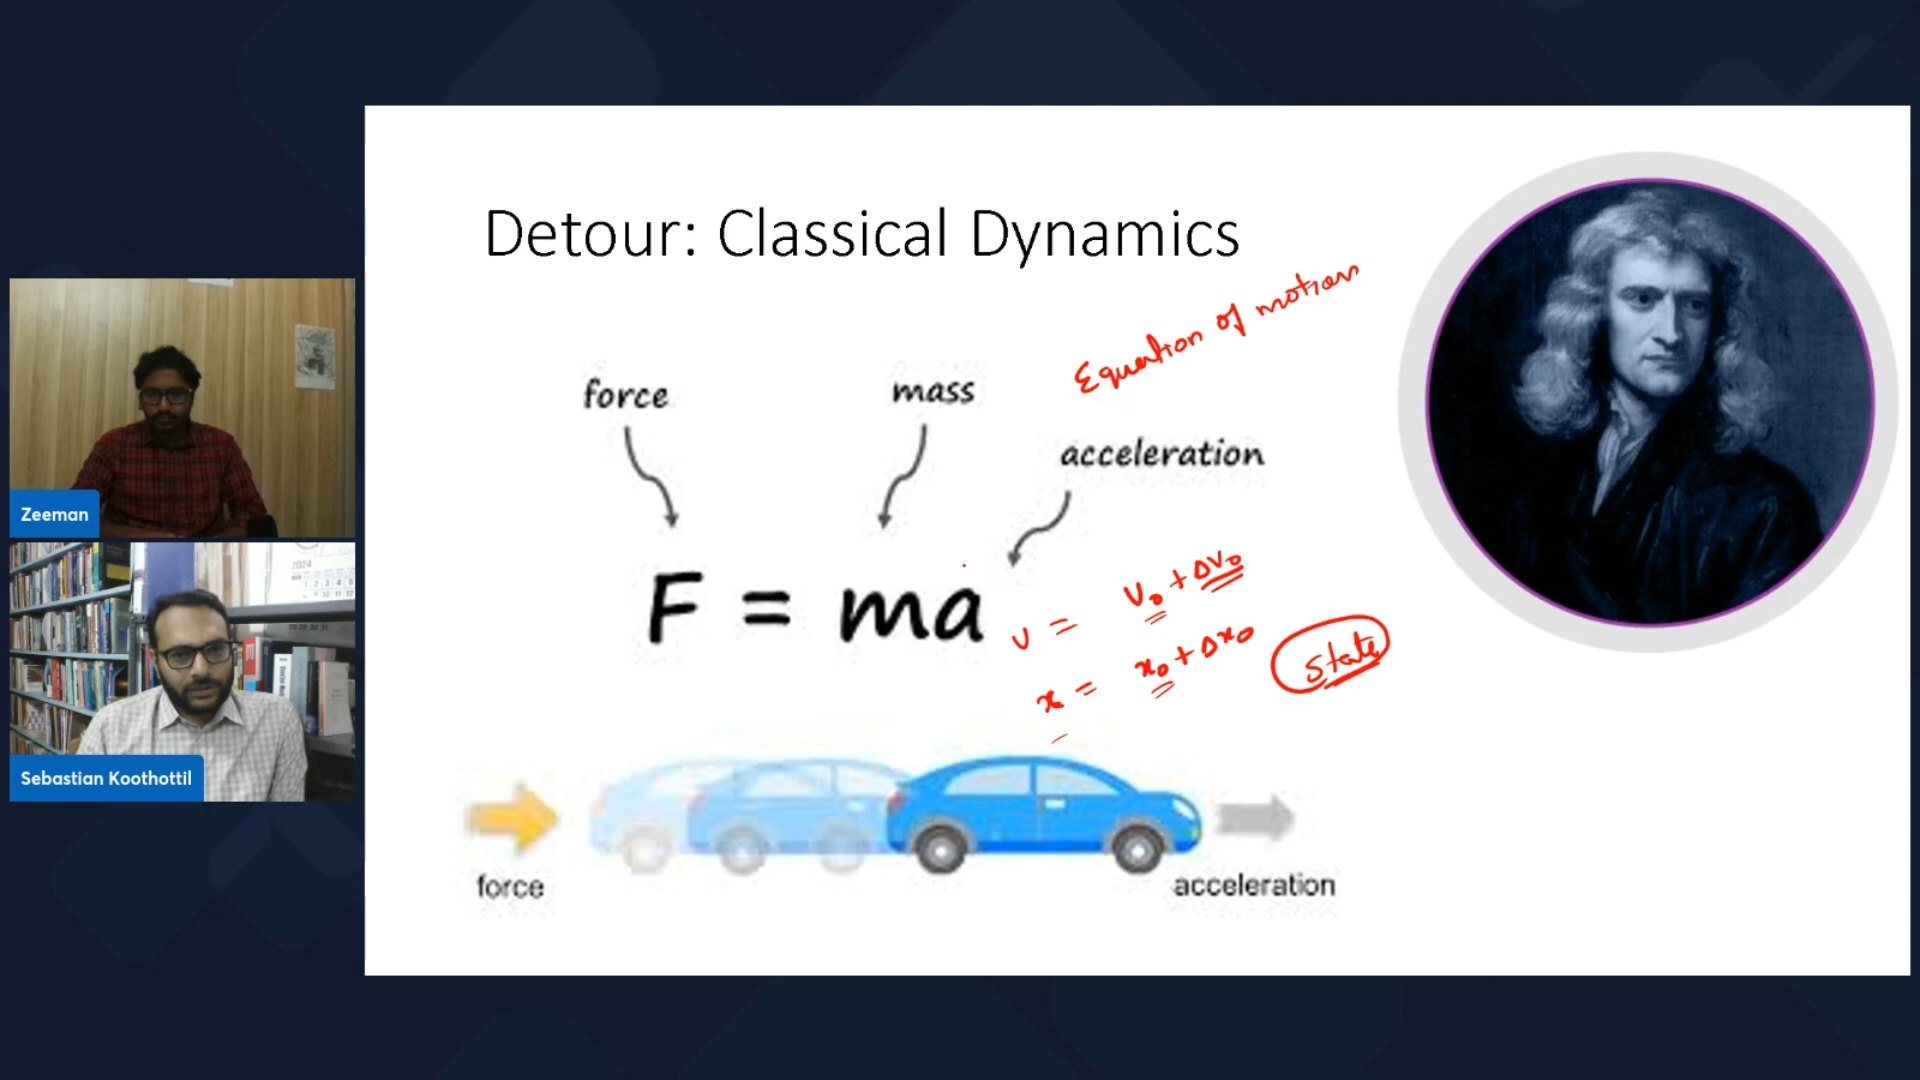 Detour: Classical Dynamics
Equation of motion
force
mass
acceleration
F = ma
v = v₀ + Δv₀
x = x₀ + Δx₀
State
force
acceleration
Zeeman
2024
Sebastian Koothottil